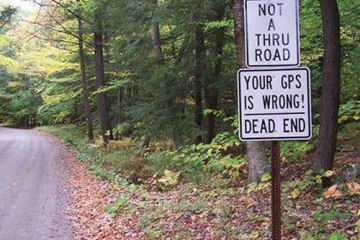 NOT
A
THRU
ROAD
YOUR GPS
IS WRONG!
DEAD END